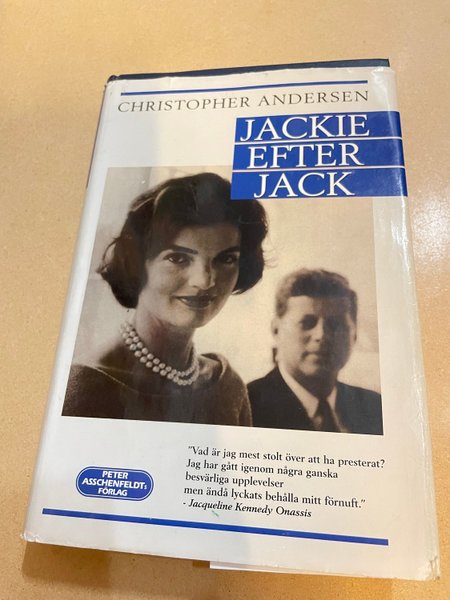 CHRISTOPHER ANDERSEN
JACKIE
EFTER
JACK
"Vad är jag mest stolt över att ha presterat?
Jag har gått igenom några ganska
besvärliga upplevelser
men ändå lyckats behålla mitt förnuft."
- Jacqueline Kennedy Onassis
PETER
ASSCHENFELDT:s
FÖRLAG